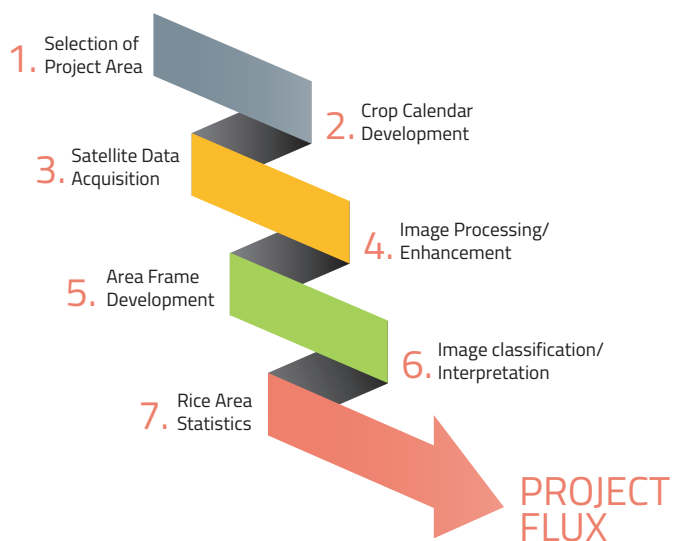 1. Selection of
Project Area
2. Crop Calendar
Development
3. Satellite Data
Acquisition
4. Image Processing/
Enhancement
5. Area Frame
Development
6. Image classification/
Interpretation
7. Rice Area
Statistics
PROJECT
FLUX